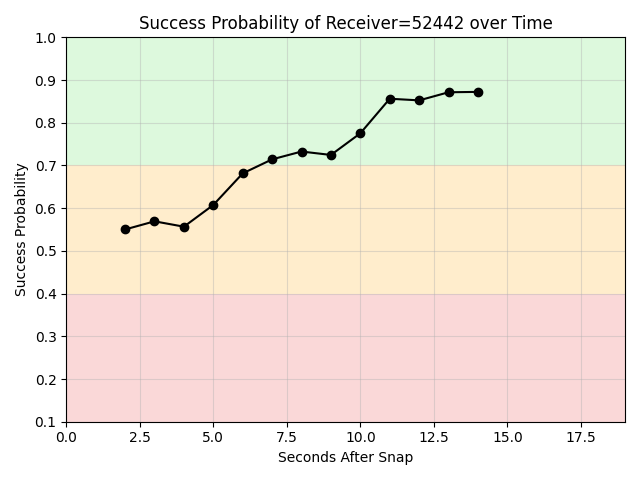 Success Probability of Receiver=52442 over Time
1.0
0.9
0.8
0.7
0.6
0.5
0.4
0.3
0.2
0.1
Success Probability
0.0 2.5 5.0 7.5 10.0 12.5 15.0 17.5
Seconds After Snap